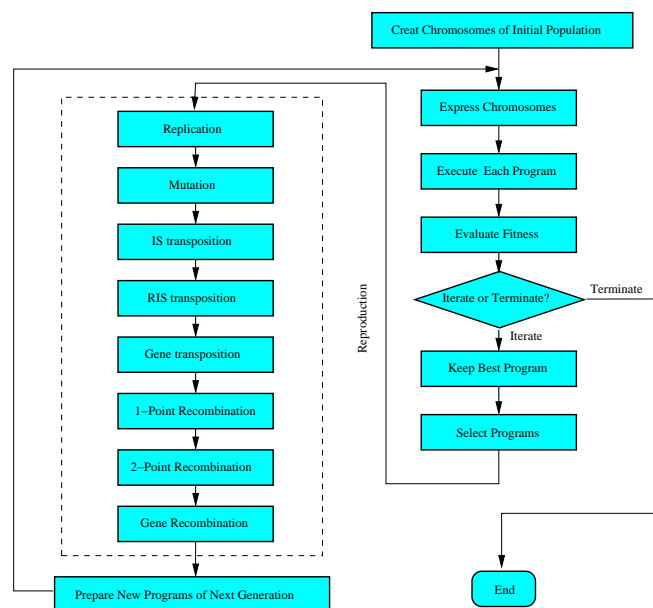 Creat Chromosomes of Initial Population
Express Chromosomes
Execute Each Program
Evaluate Fitness
Iterate or Terminate?
Terminate
Iterate
Keep Best Program
Select Programs
Reproduction
Replication
Mutation
IS transposition
RIS transposition
Gene transposition
1−Point Recombination
2−Point Recombination
Gene Recombination
Prepare New Programs of Next Generation
End